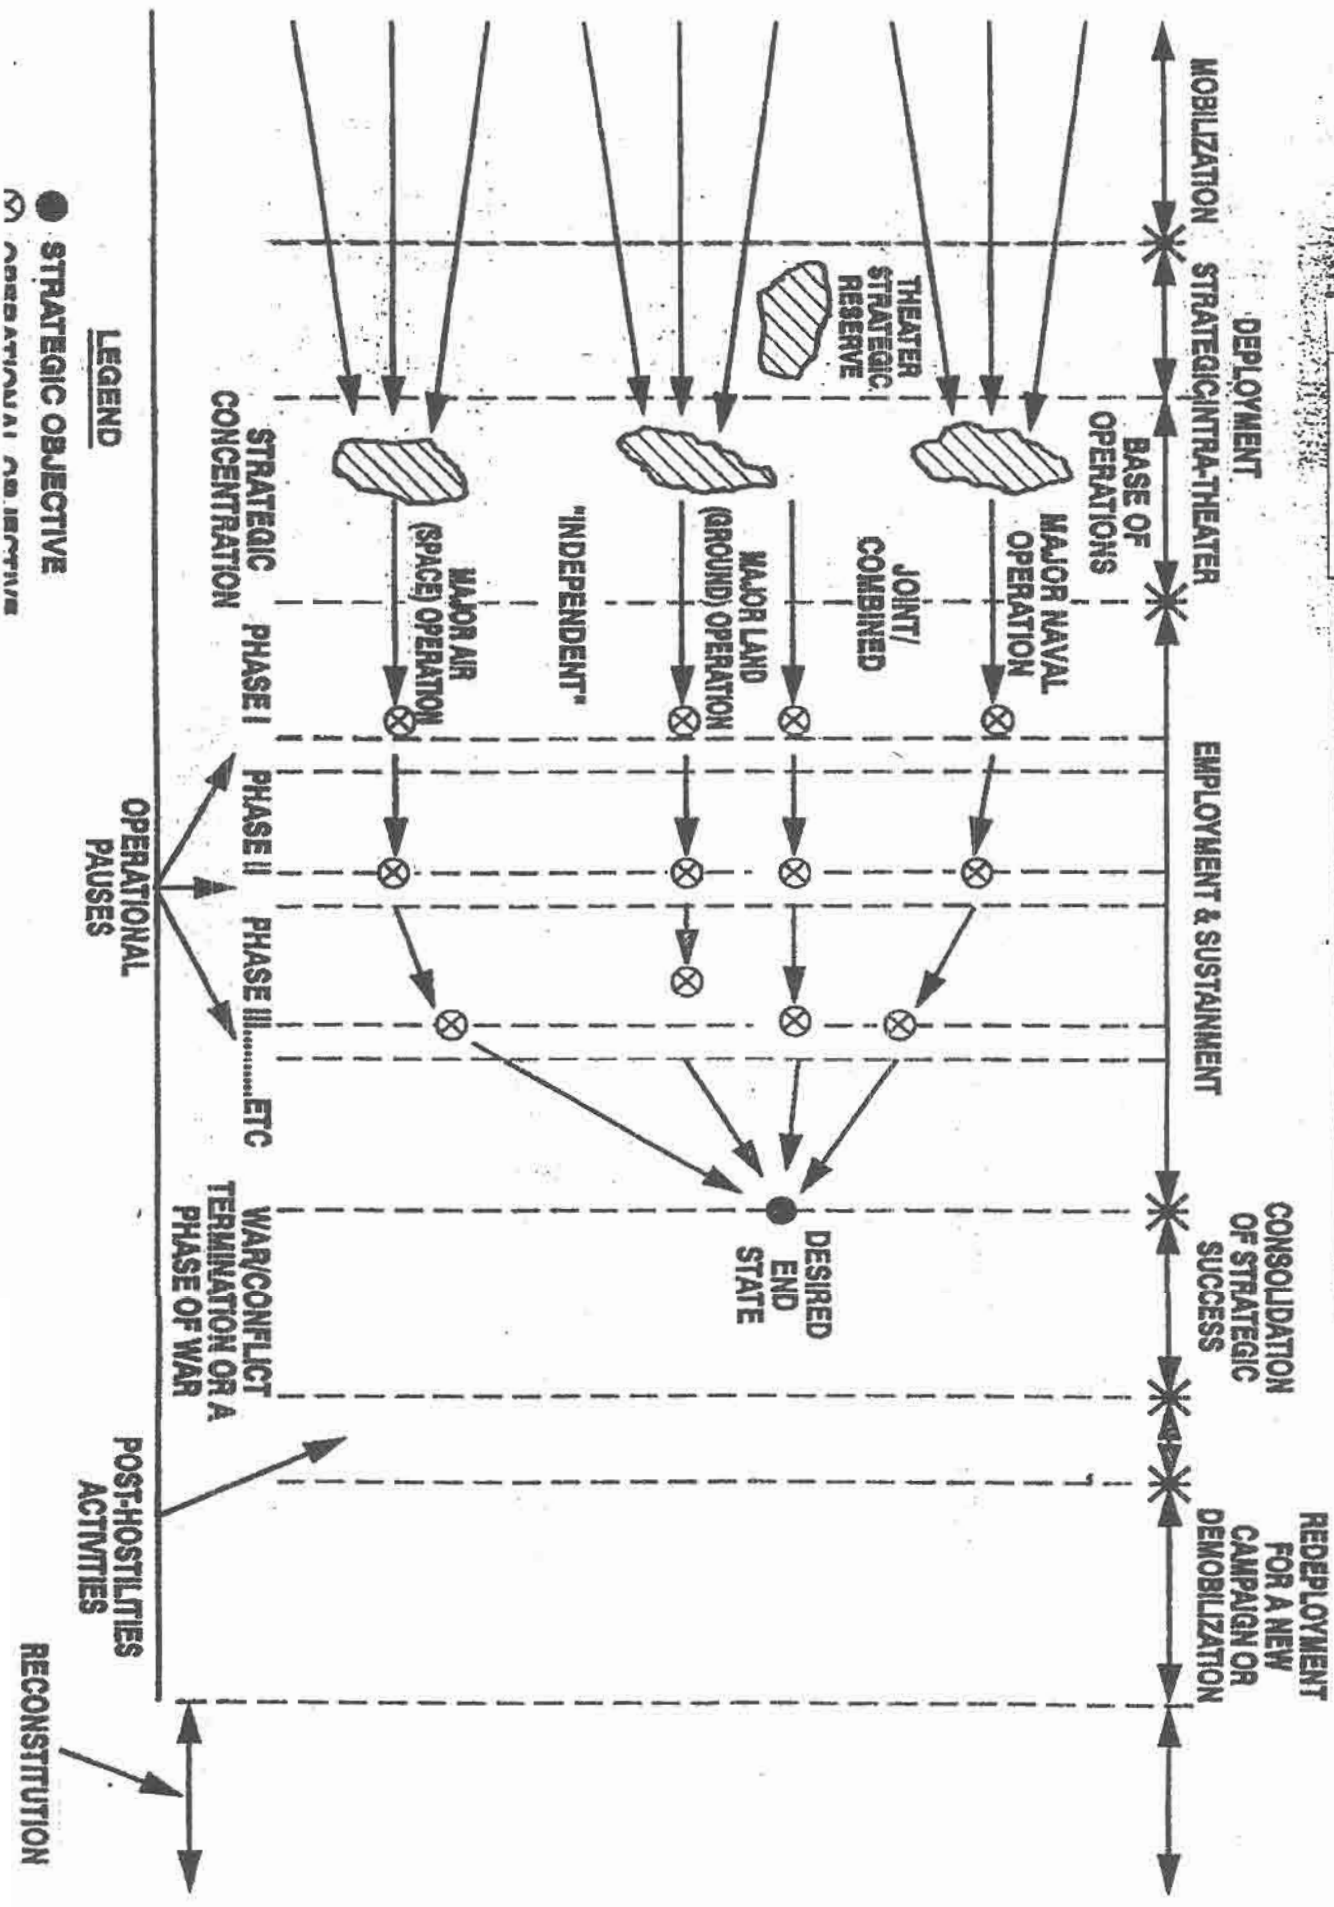 MOBILIZATION
DEPLOYMENT
STRATEGIC
INTRA-THEATER
EMPLOYMENT & SUSTAINMENT
CONSOLIDATION
OF STRATEGIC
SUCCESS
REDEPLOYMENT
FOR A NEW
CAMPAIGN OR
DEMOBILIZATION
BASE OF
OPERATIONS
MAJOR NAVAL
OPERATION
THEATER
STRATEGIC
RESERVE
JOINT/
COMBINED
MAJOR LAND
(GROUND) OPERATION
"INDEPENDENT"
MAJOR AIR
(SPACE) OPERATION
DESIRED
END
STATE
STRATEGIC
CONCENTRATION
PHASE I
PHASE II
PHASE III..........ETC
WAR/CONFLICT
TERMINATION OR A
PHASE OF WAR
OPERATIONAL
PAUSES
POST-HOSTILITIES
ACTIVITIES
RECONSTITUTION
LEGEND
STRATEGIC OBJECTIVE
OPERATIONAL OBJECTIVE